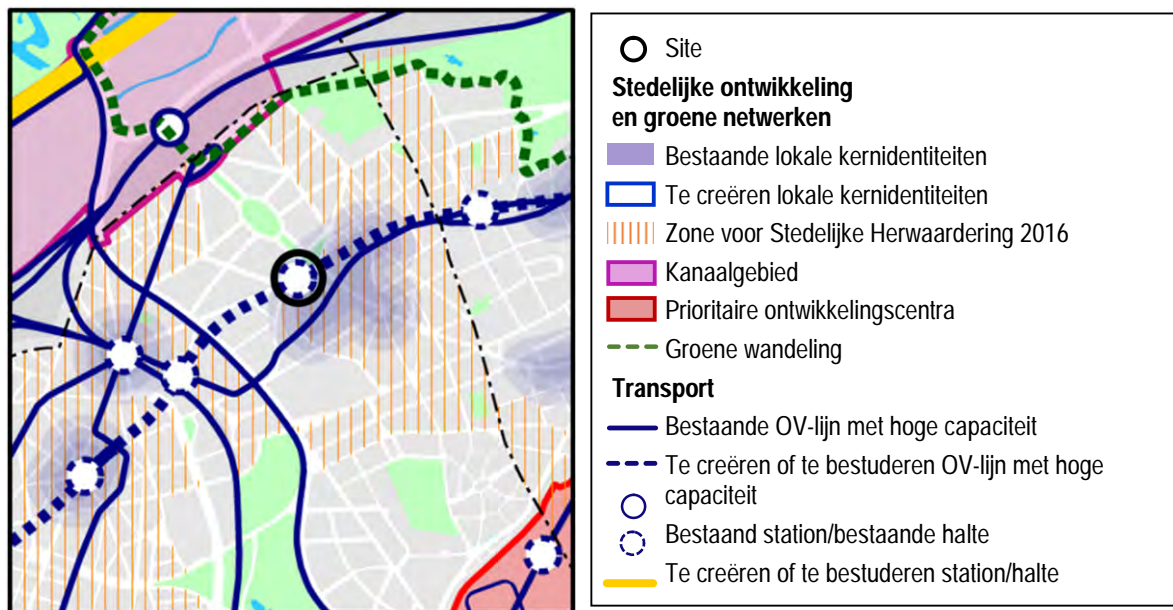 Site
Stedelijke ontwikkeling
en groene netwerken
Bestaande lokale kernidentiteiten
Te creëren lokale kernidentiteiten
Zone voor Stedelijke Herwaardering 2016
Kanaalgebied
Prioritaire ontwikkelingscentra
Groene wandeling
Transport
Bestaande OV-lijn met hoge capaciteit
Te creëren of te bestuderen OV-lijn met hoge
capaciteit
Bestaand station/bestaande halte
Te creëren of te bestuderen station/halte